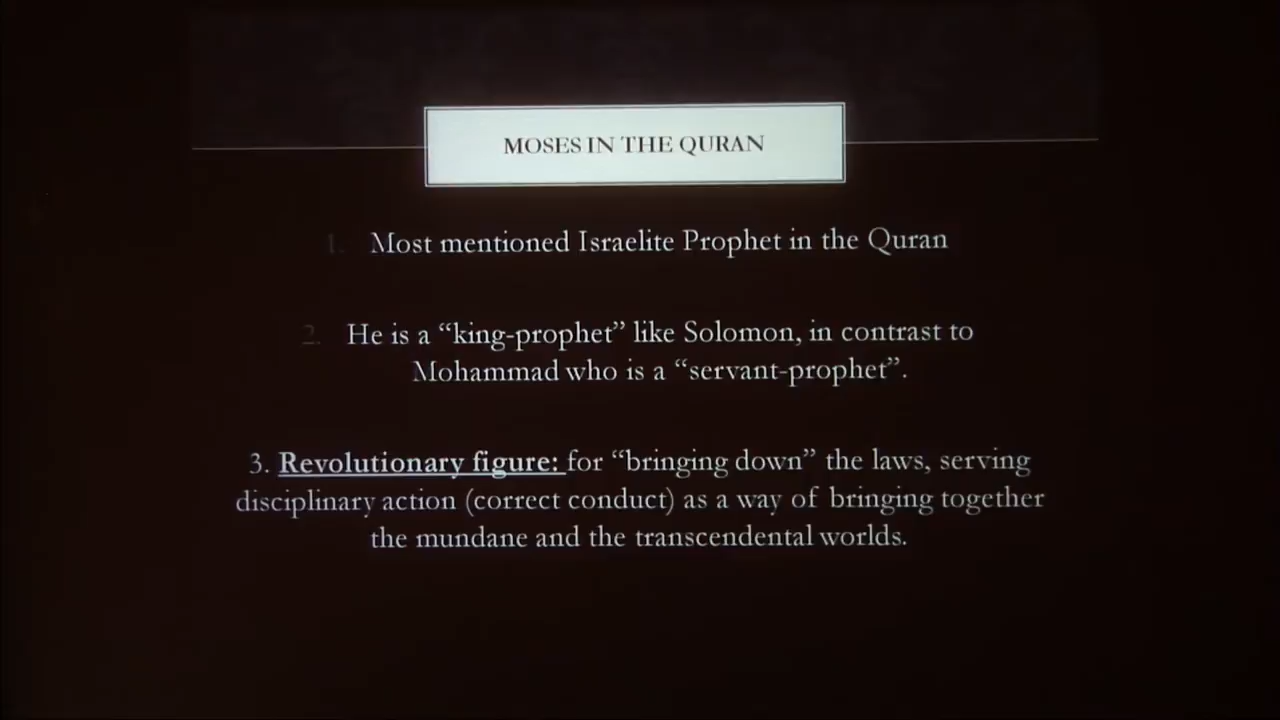 MOSES IN THE QURAN
1. Most mentioned Israelite Prophet in the Quran
2. He is a “king-prophet” like Solomon, in contrast to
Mohammad who is a “servant-prophet”.
3. Revolutionary figure: for “bringing down” the laws, serving
disciplinary action (correct conduct) as a way of bringing together
the mundane and the transcendental worlds.